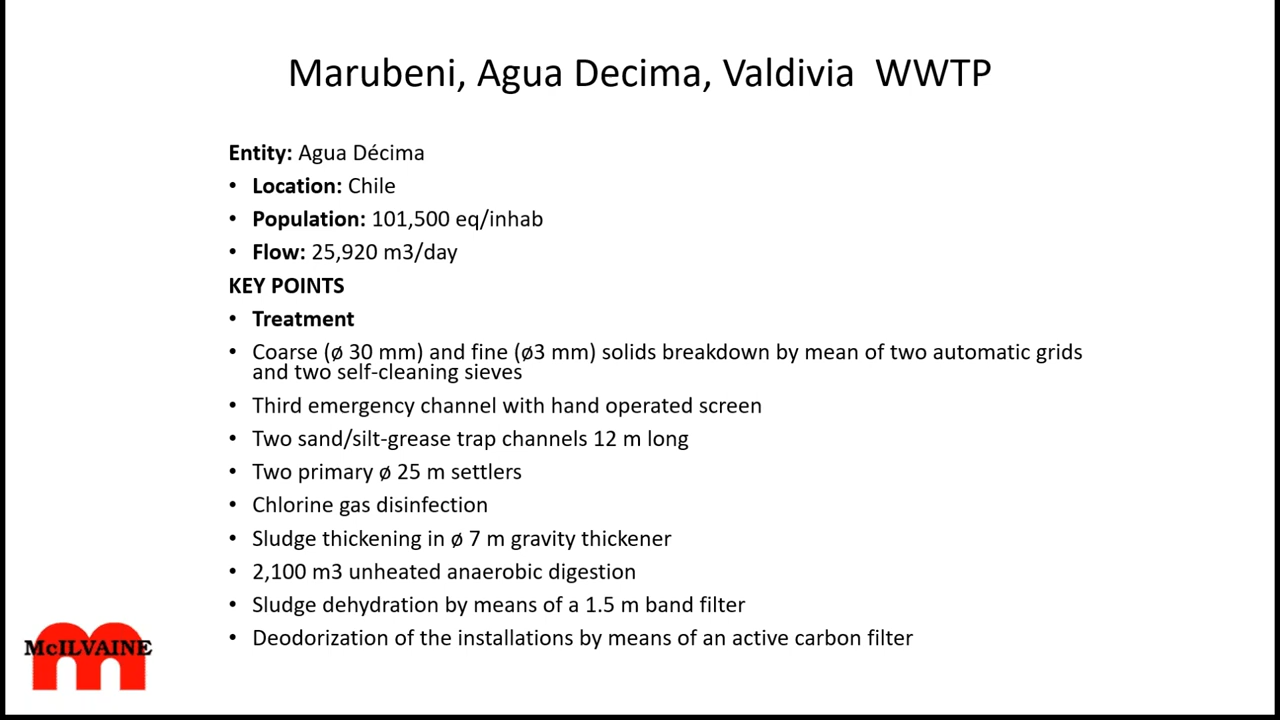 Marubeni, Agua Decima, Valdivia  WWTP
Entity: Agua Décima
• Location: Chile
• Population: 101,500 eq/inhab
• Flow: 25,920 m3/day
KEY POINTS
• Treatment
• Coarse (ø 30 mm) and fine (ø3 mm) solids breakdown by mean of two automatic grids
and two self-cleaning sieves
• Third emergency channel with hand operated screen
• Two sand/silt-grease trap channels 12 m long
• Two primary ø 25 m settlers
• Chlorine gas disinfection
• Sludge thickening in ø 7 m gravity thickener
• 2,100 m3 unheated anaerobic digestion
• Sludge dehydration by means of a 1.5 m band filter
• Deodorization of the installations by means of an active carbon filter
McILVAINE